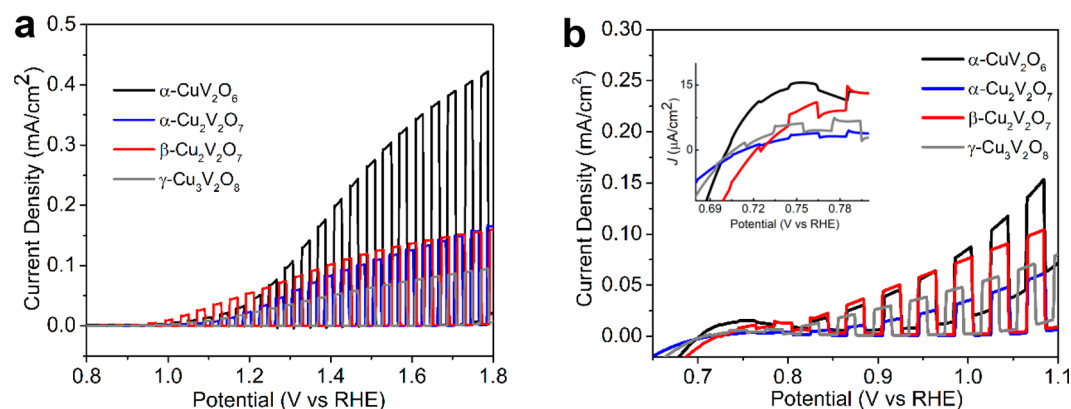 a
0.5
0.4
0.3
0.2
0.1
0.0
Current Density (mA/cm²)
α-CuV₂O₆
α-Cu₂V₂O₇
β-Cu₂V₂O₇
γ-Cu₃V₂O₈
0.8 1.0 1.2 1.4 1.6 1.8
Potential (V vs RHE)
b
0.30
0.25
0.20
0.15
0.10
0.05
0.00
Current Density (mA/cm²)
α-CuV₂O₆
α-Cu₂V₂O₇
β-Cu₂V₂O₇
γ-Cu₃V₂O₈
15
0
J (μA/cm²)
0.69 0.72 0.75 0.78
Potential (V vs RHE)
0.7 0.8 0.9 1.0 1.1
Potential (V vs RHE)